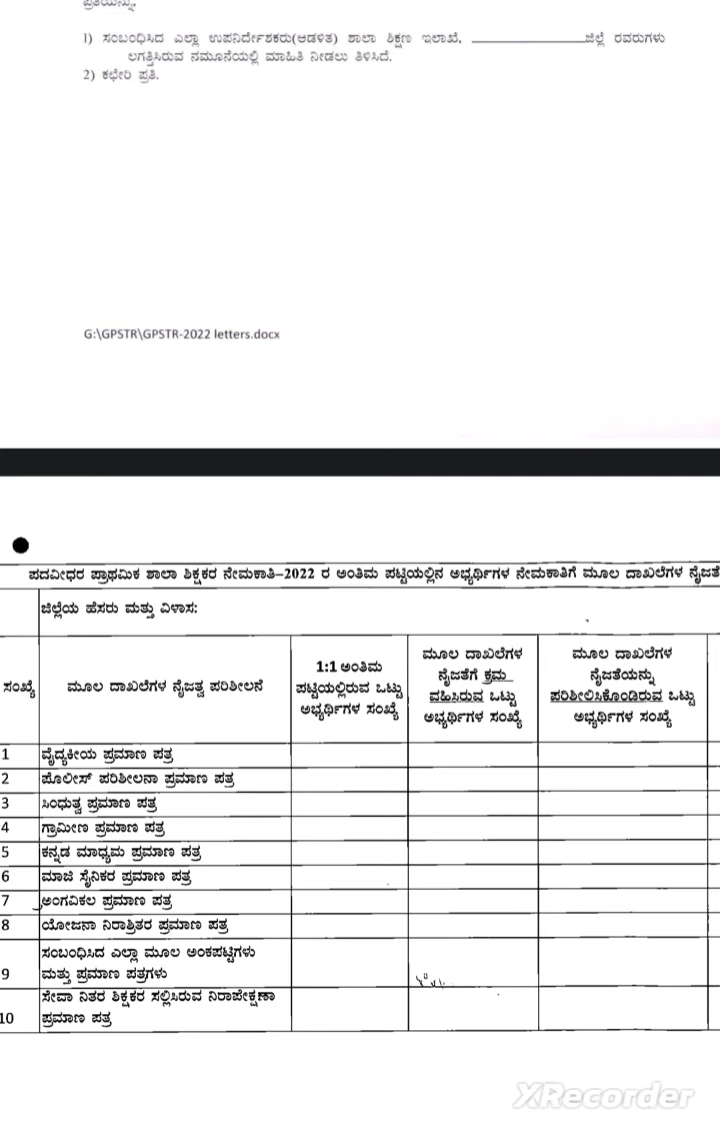 ಪ್ರತಿಯನ್ನು,
1) ಸಂಬಂಧಿಸಿದ ಎಲ್ಲಾ ಉಪನಿರ್ದೇಶಕರು(ಆಡಳಿತ) ಶಾಲಾ ಶಿಕ್ಷಣ ಇಲಾಖೆ, ____________________ಜಿಲ್ಲೆ ರವರುಗಳು
ಲಗತ್ತಿಸಿರುವ ನಮೂನೆಯಲ್ಲಿ ಮಾಹಿತಿ ನೀಡಲು ತಿಳಿಸಿದೆ.
2) ಕಛೇರಿ ಪ್ರತಿ.
G:\GPSTR\GPSTR-2022 letters.docx
ಪದವೀಧರ ಪ್ರಾಥಮಿಕ ಶಾಲಾ ಶಿಕ್ಷಕರ ನೇಮಕಾತಿ-2022 ರ ಅಂತಿಮ ಪಟ್ಟಿಯಲ್ಲಿನ ಅಭ್ಯರ್ಥಿಗಳ ನೇಮಕಾತಿಗೆ ಮೂಲ ದಾಖಲೆಗಳ ನೈಜತೆ
ಜಿಲ್ಲೆಯ ಹೆಸರು ಮತ್ತು ವಿಳಾಸ:
ಸಂಖ್ಯೆ
ಮೂಲ ದಾಖಲೆಗಳ ನೈಜತ್ವ ಪರಿಶೀಲನೆ
1:1 ಅಂತಿಮ
ಪಟ್ಟಿಯಲ್ಲಿರುವ ಒಟ್ಟು
ಅಭ್ಯರ್ಥಿಗಳ ಸಂಖ್ಯೆ
ಮೂಲ ದಾಖಲೆಗಳ
ನೈಜತೆಗೆ ಕ್ರಮ
ವಹಿಸಿರುವ ಒಟ್ಟು
ಅಭ್ಯರ್ಥಿಗಳ ಸಂಖ್ಯೆ
ಮೂಲ ದಾಖಲೆಗಳ
ನೈಜತೆಯನ್ನು
ಪರಿಶೀಲಿಸಿಕೊಂಡಿರುವ ಒಟ್ಟು
ಅಭ್ಯರ್ಥಿಗಳ ಸಂಖ್ಯೆ
1 ವೈದ್ಯಕೀಯ ಪ್ರಮಾಣ ಪತ್ರ
2 ಪೊಲೀಸ್ ಪರಿಶೀಲನಾ ಪ್ರಮಾಣ ಪತ್ರ
3 ಸಿಂಧುತ್ವ ಪ್ರಮಾಣ ಪತ್ರ
4 ಗ್ರಾಮೀಣ ಪ್ರಮಾಣ ಪತ್ರ
5 ಕನ್ನಡ ಮಾಧ್ಯಮ ಪ್ರಮಾಣ ಪತ್ರ
6 ಮಾಜಿ ಸೈನಿಕರ ಪ್ರಮಾಣ ಪತ್ರ
7 ಅಂಗವಿಕಲ ಪ್ರಮಾಣ ಪತ್ರ
8 ಯೋಜನಾ ನಿರಾಶ್ರಿತರ ಪ್ರಮಾಣ ಪತ್ರ
ಸಂಬಂಧಿಸಿದ ಎಲ್ಲಾ ಮೂಲ ಅಂಕಪಟ್ಟಿಗಳು
9 ಮತ್ತು ಪ್ರಮಾಣ ಪತ್ರಗಳು
ಸೇವಾ ನಿತರ ಶಿಕ್ಷಕರ ಸಲ್ಲಿಸಿರುವ ನಿರಾಪೇಕ್ಷಣಾ
10 ಪ್ರಮಾಣ ಪತ್ರ
XRecorder